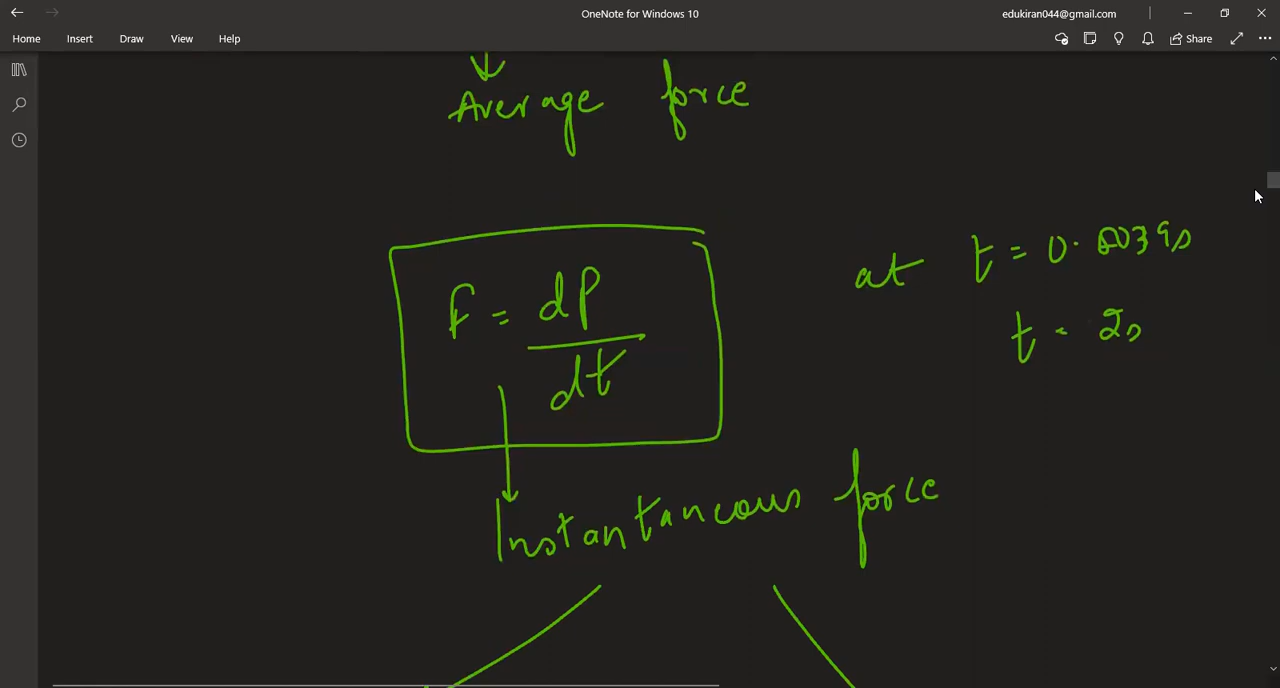 OneNote for Windows 10
edukiran044@gmail.com
Home Insert Draw View Help
Share
Average force
F = dP
dt
at t = 0.0039s
t = 2s
Instantaneous force